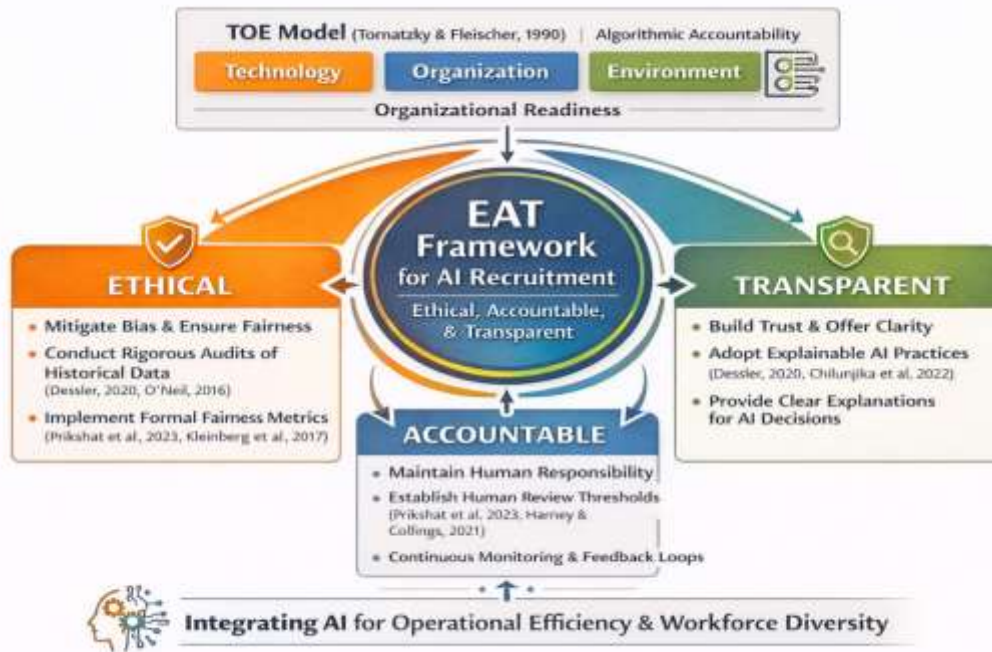 TOE Model (Tornatzky & Fleischer, 1990) | Algorithmic Accountability
Technology
Organization
Environment
Organizational Readiness
EAT
Framework
for AI Recruitment
Ethical, Accountable,
& Transparent
ETHICAL
• Mitigate Bias & Ensure Fairness
• Conduct Rigorous Audits of
Historical Data
(Dessler, 2020, O'Neil, 2016)
• Implement Formal Fairness Metrics
(Prikshat et al, 2023, Kleinberg et al, 2017)
ACCOUNTABLE
• Maintain Human Responsibility
• Establish Human Review Thresholds
(Prikshat et al, 2023, Harney &
Collings, 2021)
• Continuous Monitoring & Feedback Loops
TRANSPARENT
• Build Trust & Offer Clarity
• Adopt Explainable AI Practices
(Dessler, 2020, Chilunjika et al, 2022)
• Provide Clear Explanations
for AI Decisions
Integrating AI for Operational Efficiency & Workforce Diversity